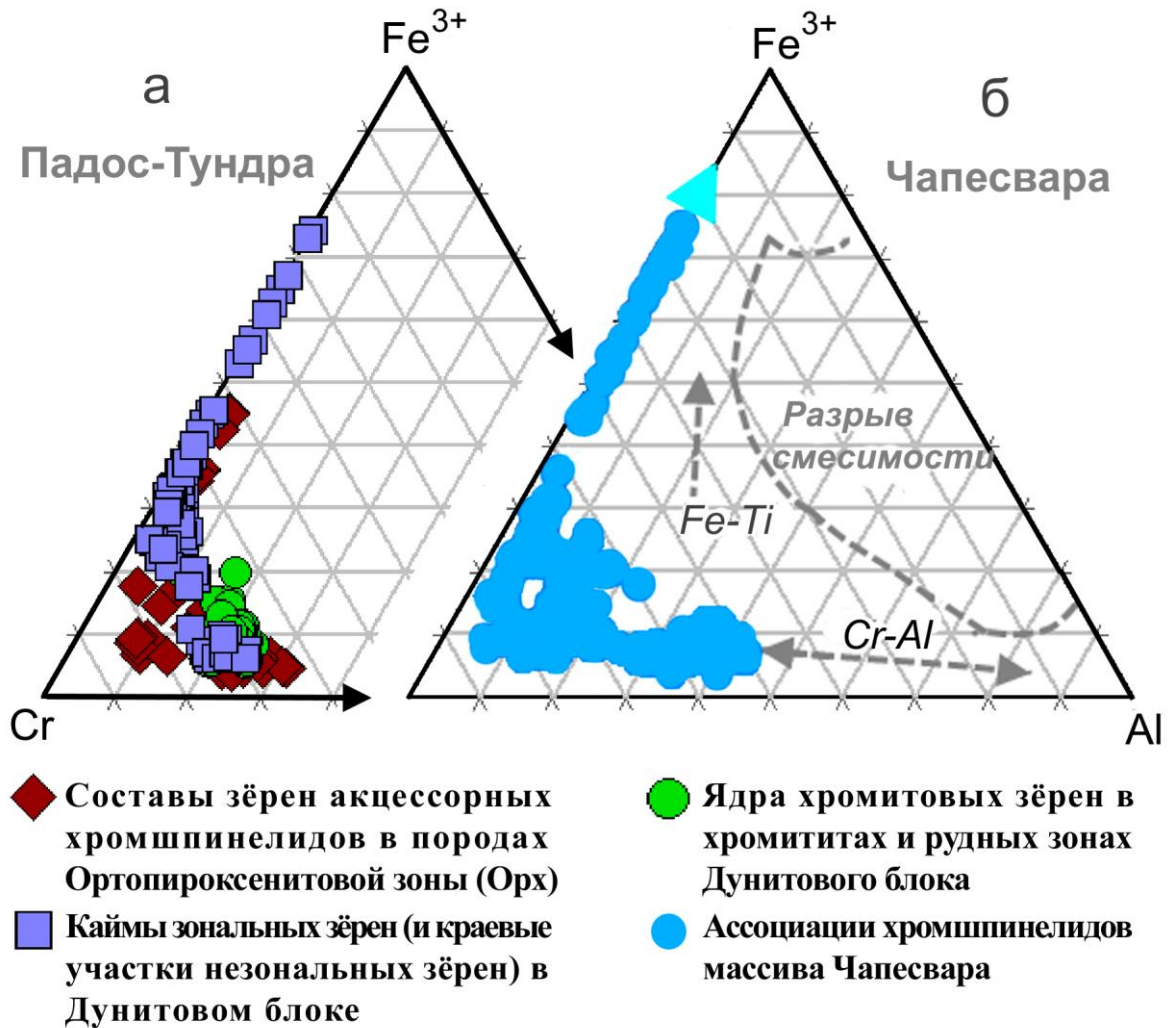 Fe3+
Fe3+
а
б
Падос-Тундра
Чапесвара
Разрыв
смесимости
Fe-Ti
Cr-Al
Cr
Al
Составы зёрен акцессорных
хромшпинелидов в породах
Ортопироксенитовой зоны (Орх)
Каймы зональных зёрен (и краевые
участки незональных зёрен) в
Дунитовом блоке
Ядра хромитовых зёрен в
хромититах и рудных зонах
Дунитового блока
Ассоциации хромшпинелидов
массива Чапесвара